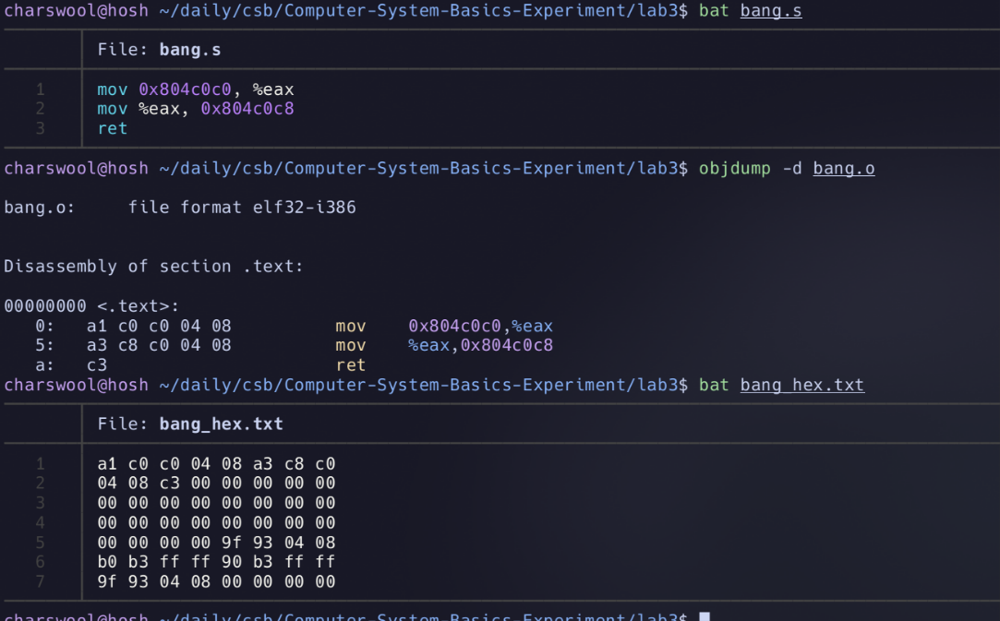 charswool@hosh ~/daily/csb/Computer-System-Basics-Experiment/lab3$ bat bang.s
File: bang.s
1 mov 0x804c0c0, %eax
2 mov %eax, 0x804c0c8
3 ret
charswool@hosh ~/daily/csb/Computer-System-Basics-Experiment/lab3$ objdump -d bang.o
bang.o:     file format elf32-i386
Disassembly of section .text:
00000000 <.text>:
0:   a1 c0 c0 04 08          mov    0x804c0c0,%eax
5:   a3 c8 c0 04 08          mov    %eax,0x804c0c8
a:   c3                      ret
charswool@hosh ~/daily/csb/Computer-System-Basics-Experiment/lab3$ bat bang_hex.txt
File: bang_hex.txt
1 a1 c0 c0 04 08 a3 c8 c0
2 04 08 c3 00 00 00 00 00
3 00 00 00 00 00 00 00 00
4 00 00 00 00 00 00 00 00
5 00 00 00 00 9f 93 04 08
6 b0 b3 ff ff 90 b3 ff ff
7 9f 93 04 08 00 00 00 00
charswool@hosh ~/daily/csb/Computer-System-Basics-Experiment/lab3$